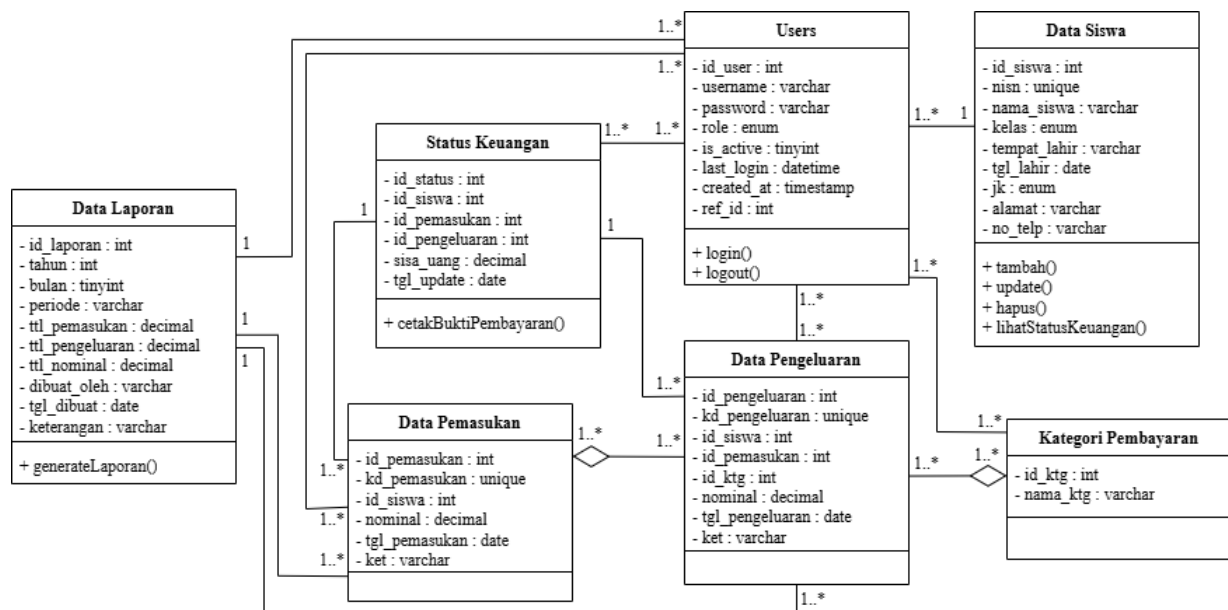 Users
- id_user : int
- username : varchar
- password : varchar
- role : enum
- is_active : tinyint
- last_login : datetime
- created_at : timestamp
- ref_id : int
+ login()
+ logout()
Data Siswa
- id_siswa : int
- nisn : unique
- nama_siswa : varchar
- kelas : enum
- tempat_lahir : varchar
- tgl_lahir : date
- jk : enum
- alamat : varchar
- no_telp : varchar
+ tambah()
+ update()
+ hapus()
+ lihatStatusKeuangan()
Status Keuangan
- id_status : int
- id_siswa : int
- id_pemasukan : int
- id_pengeluaran : int
- sisa_uang : decimal
- tgl_update : date
+ cetakBuktiPembayaran()
Data Laporan
- id_laporan : int
- tahun : int
- bulan : tinyint
- periode : varchar
- ttl_pemasukan : decimal
- ttl_pengeluaran : decimal
- ttl_nominal : decimal
- dibuat_oleh : varchar
- tgl_dibuat : date
- keterangan : varchar
+ generateLaporan()
Data Pemasukan
- id_pemasukan : int
- kd_pemasukan : unique
- id_siswa : int
- nominal : decimal
- tgl_pemasukan : date
- ket : varchar
Data Pengeluaran
- id_pengeluaran : int
- kd_pengeluaran : unique
- id_siswa : int
- id_pemasukan : int
- id_ktg : int
- nominal : decimal
- tgl_pengeluaran : date
- ket : varchar
Kategori Pembayaran
- id_ktg : int
- nama_ktg : varchar
1..*
1..*
1..*
1..*
1..*
1
1
1
1
1
1
1..*
1..*
1..*
1..*
1..*
1..*
1..*
1..*
1..*
1..*
1..*
1..*
1..*
1..*